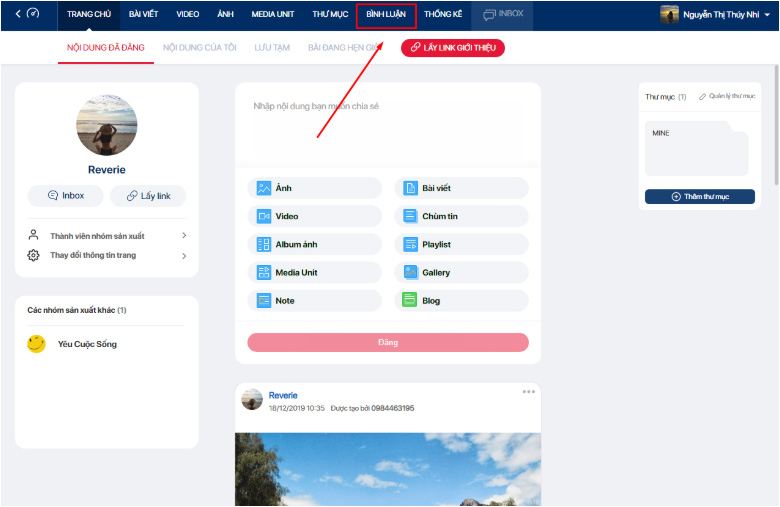 TRANG CHỦ BÀI VIẾT VIDEO ẢNH MEDIA UNIT THƯ MỤC BÌNH LUẬN THỐNG KÊ INBOX Nguyễn Thị Thúy Nhi
NỘI DUNG ĐÃ ĐĂNG NỘI DUNG CỦA TÔI LƯU TẠM BÀI ĐANG HẸN GIỜ LẤY LINK GIỚI THIỆU
Reverie
Inbox Lấy link
Thành viên nhóm sản xuất
Thay đổi thông tin trang
Các nhóm sản xuất khác (1)
Yêu Cuộc Sống
Nhập nội dung bạn muốn chia sẻ
Ảnh Bài viết
Video Chùm tin
Album ảnh Playlist
Media Unit Gallery
Note Blog
Đăng
Reverie
18/12/2019 10:35 Được tạo bởi 0984463195
Thư mục (1) Quản lý thư mục
MINE
Thêm thư mục